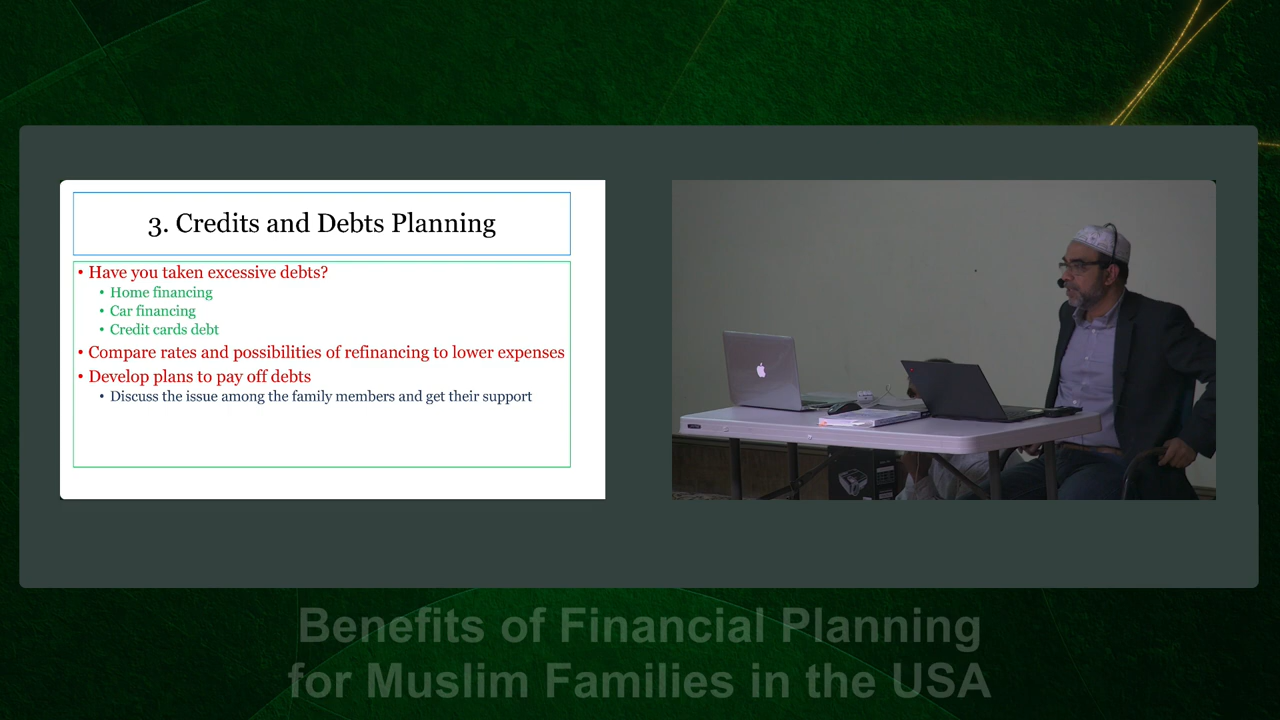 3. Credits and Debts Planning
• Have you taken excessive debts?
• Home financing
• Car financing
• Credit cards debt
• Compare rates and possibilities of refinancing to lower expenses
• Develop plans to pay off debts
• Discuss the issue among the family members and get their support
Benefits of Financial Planning
for Muslim Families in the USA